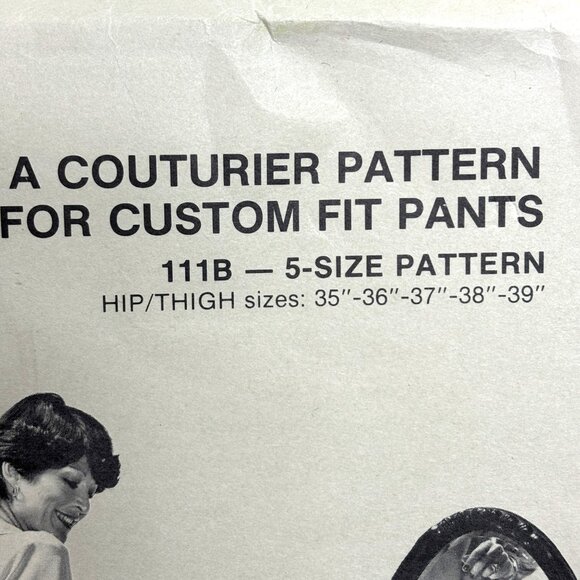 A COUTURIER PATTERN
FOR CUSTOM FIT PANTS
111B — 5-SIZE PATTERN
HIP/THIGH sizes: 35"-36"-37"-38"-39"